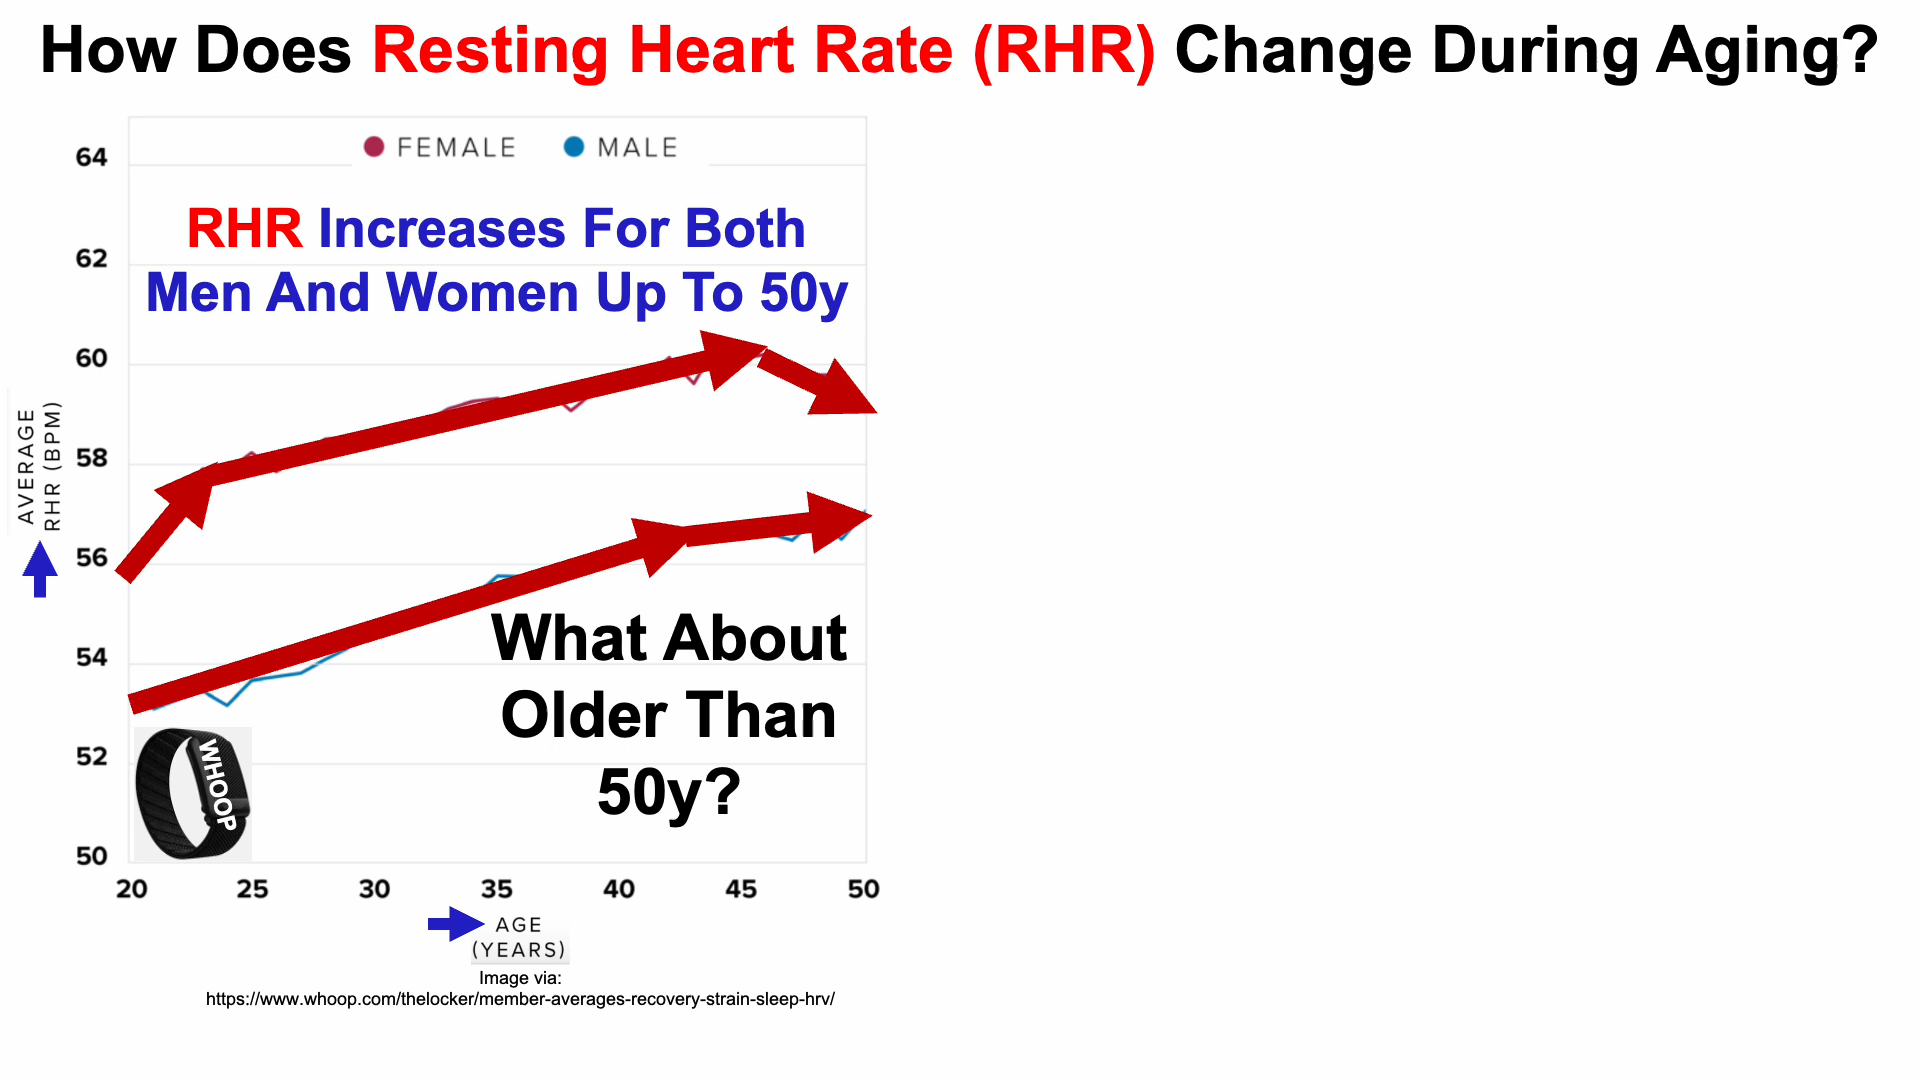 How Does Resting Heart Rate (RHR) Change During Aging?
FEMALE MALE
64
62
60
58
56
54
52
50
RHR Increases For Both
Men And Women Up To 50y
AVERAGE
RHR (BPM)
What About
Older Than
50y?
WHOOP
20 25 30 35 40 45 50
AGE
(YEARS)
Image via:
https://www.whoop.com/thelocker/member-averages-recovery-strain-sleep-hrv/